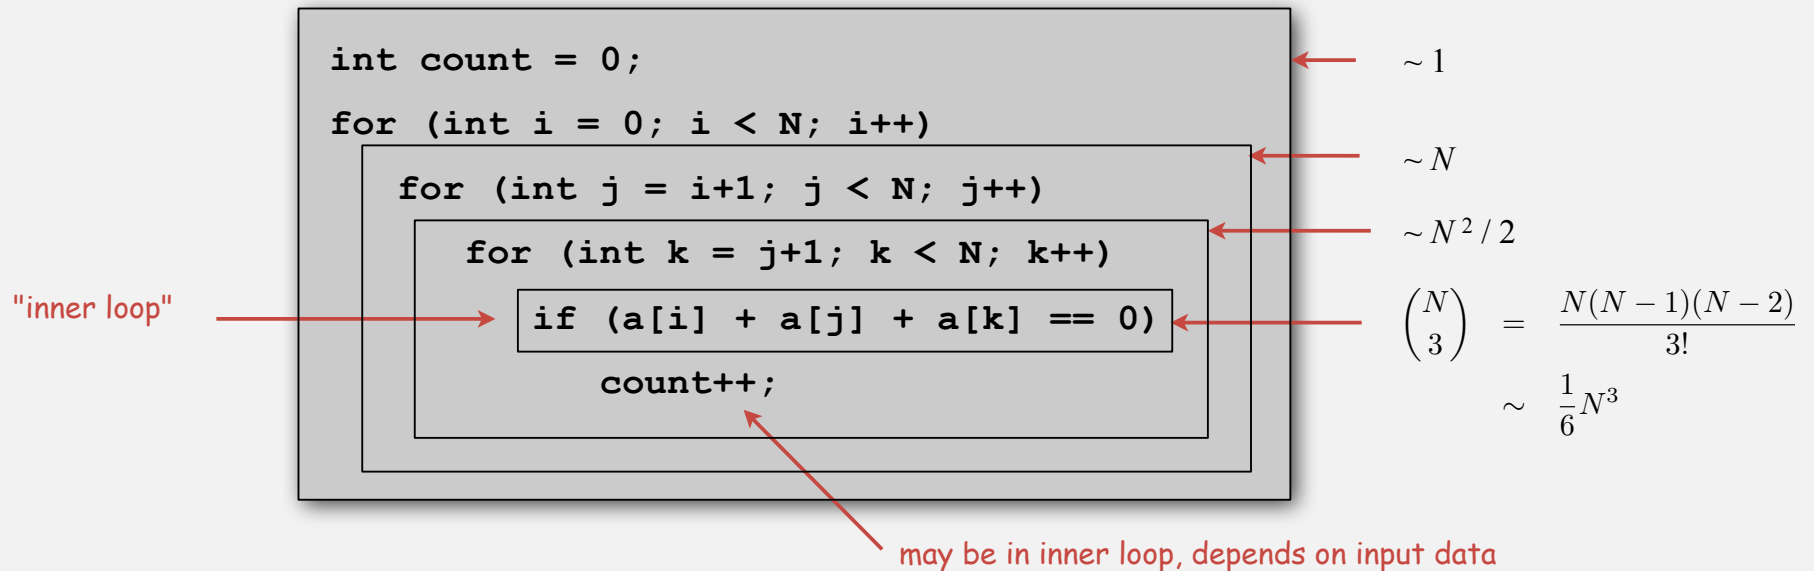 int count = 0;
~ 1
for (int i = 0; i < N; i++)
~ N
for (int j = i+1; j < N; j++)
~ N² / 2
for (int k = j+1; k < N; k++)
"inner loop"
if (a[i] + a[j] + a[k] == 0)
(N 3) = N(N − 1)(N − 2) / 3!
count++;
~ 1/6 N³
may be in inner loop, depends on input data